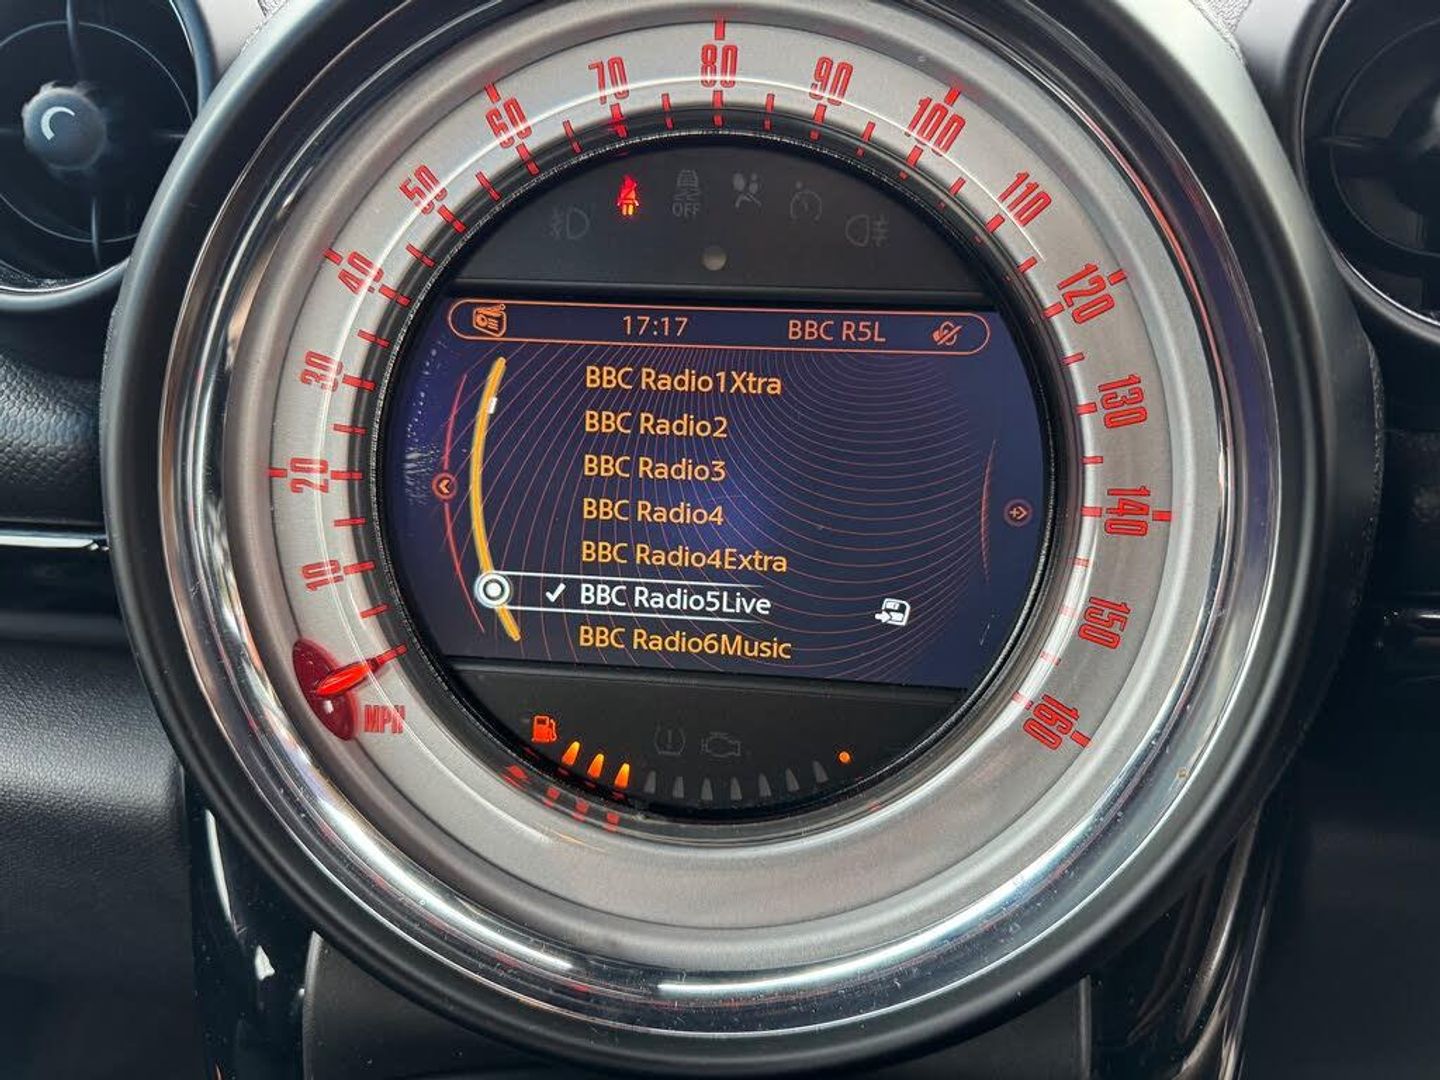 80
70
90
60
100
50
110
40
120
30
130
20
140
10
150
MPH
160
OFF
17:17 BBC R5L
BBC Radio1Xtra
BBC Radio2
BBC Radio3
BBC Radio4
BBC Radio4Extra
BBC Radio5Live
BBC Radio6Music